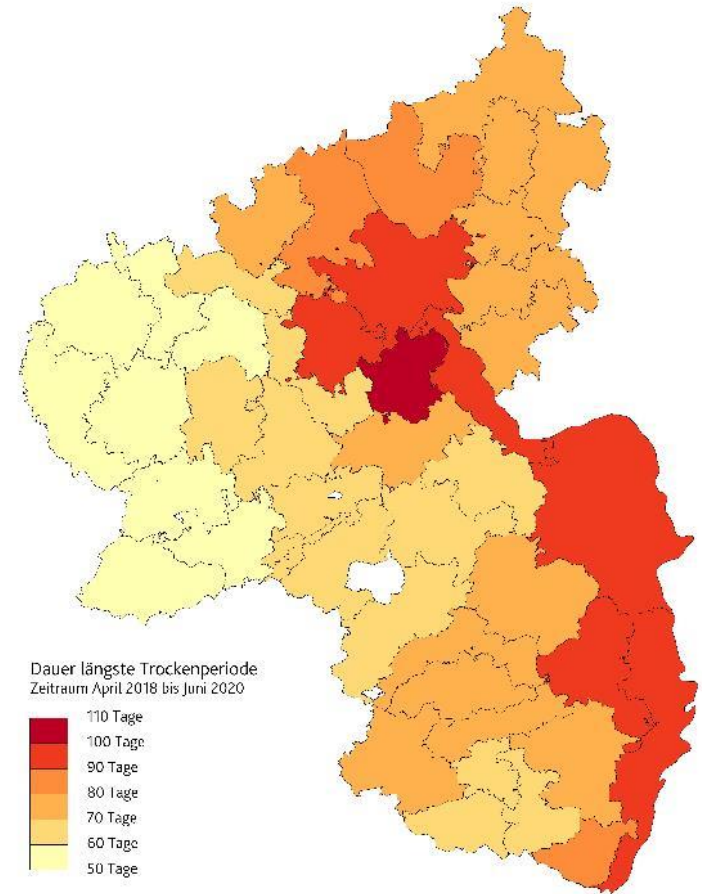 Dauer längste Trockenperiode
Zeitraum April 2018 bis Juni 2020
110 Tage
100 Tage
90 Tage
80 Tage
70 Tage
60 Tage
50 Tage